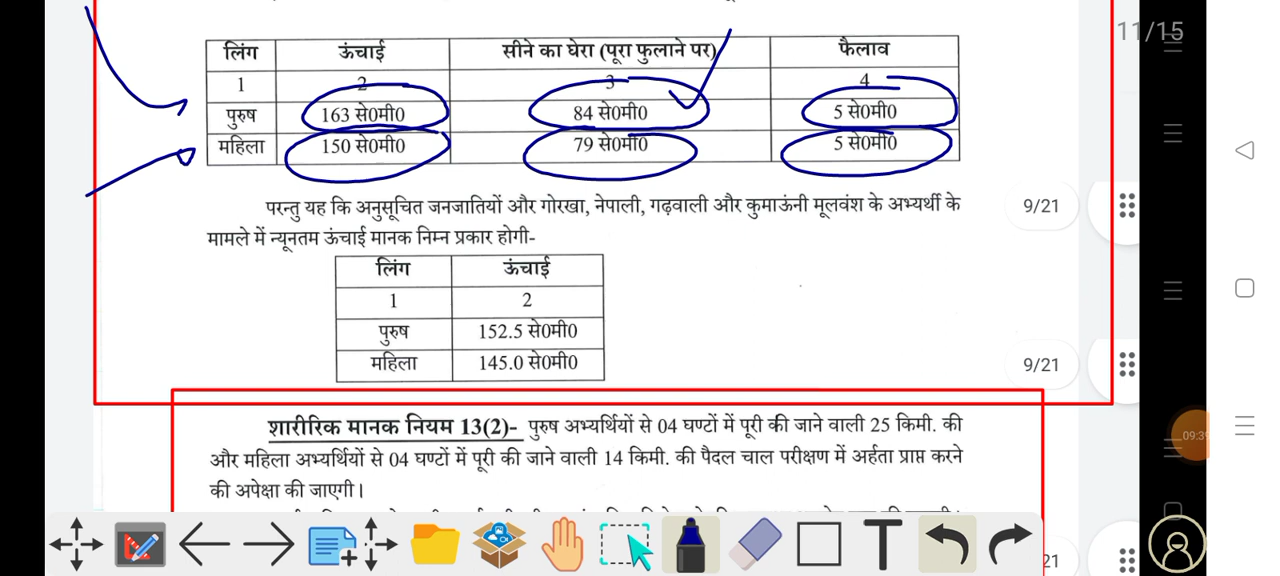 11/15
लिंग ऊंचाई सीने का घेरा (पूरा फुलाने पर) फैलाव
1 2 3 4
पुरुष 163 से0मी0 84 से0मी0 5 से0मी0
महिला 150 से0मी0 79 से0मी0 5 से0मी0
परन्तु यह कि अनुसूचित जनजातियों और गोरखा, नेपाली, गढ़वाली और कुमाऊंनी मूलवंश के अभ्यर्थी के
9/21
मामले में न्यूनतम ऊंचाई मानक निम्न प्रकार होगी-
लिंग ऊंचाई
1 2
पुरुष 152.5 से0मी0
महिला 145.0 से0मी0
9/21
शारीरिक मानक नियम 13(2)- पुरुष अभ्यर्थियों से 04 घण्टों में पूरी की जाने वाली 25 किमी. की
09:39
और महिला अभ्यर्थियों से 04 घण्टों में पूरी की जाने वाली 14 किमी. की पैदल चाल परीक्षण में अर्हता प्राप्त करने
की अपेक्षा की जाएगी।
T
21